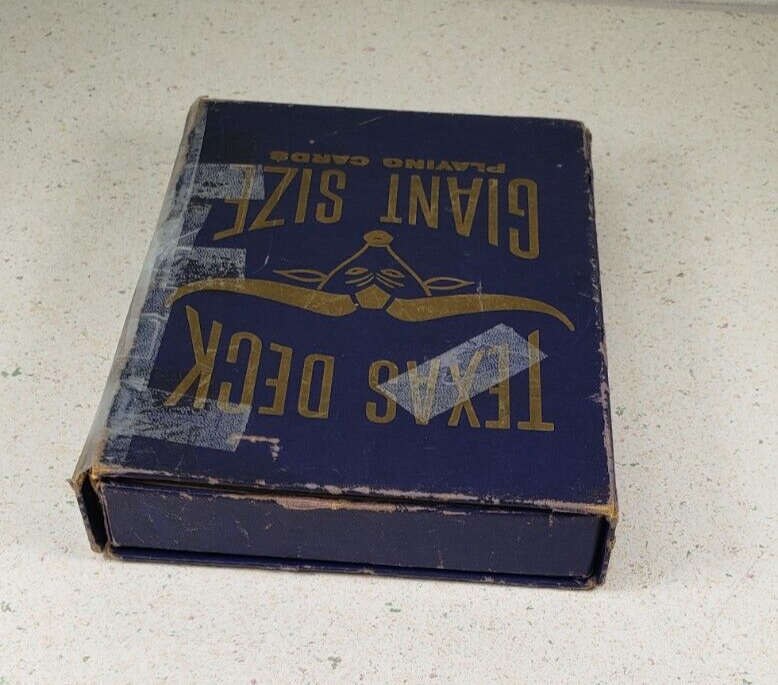 TEXAS DECK
GIANT SIZE
PLAYING CARDS